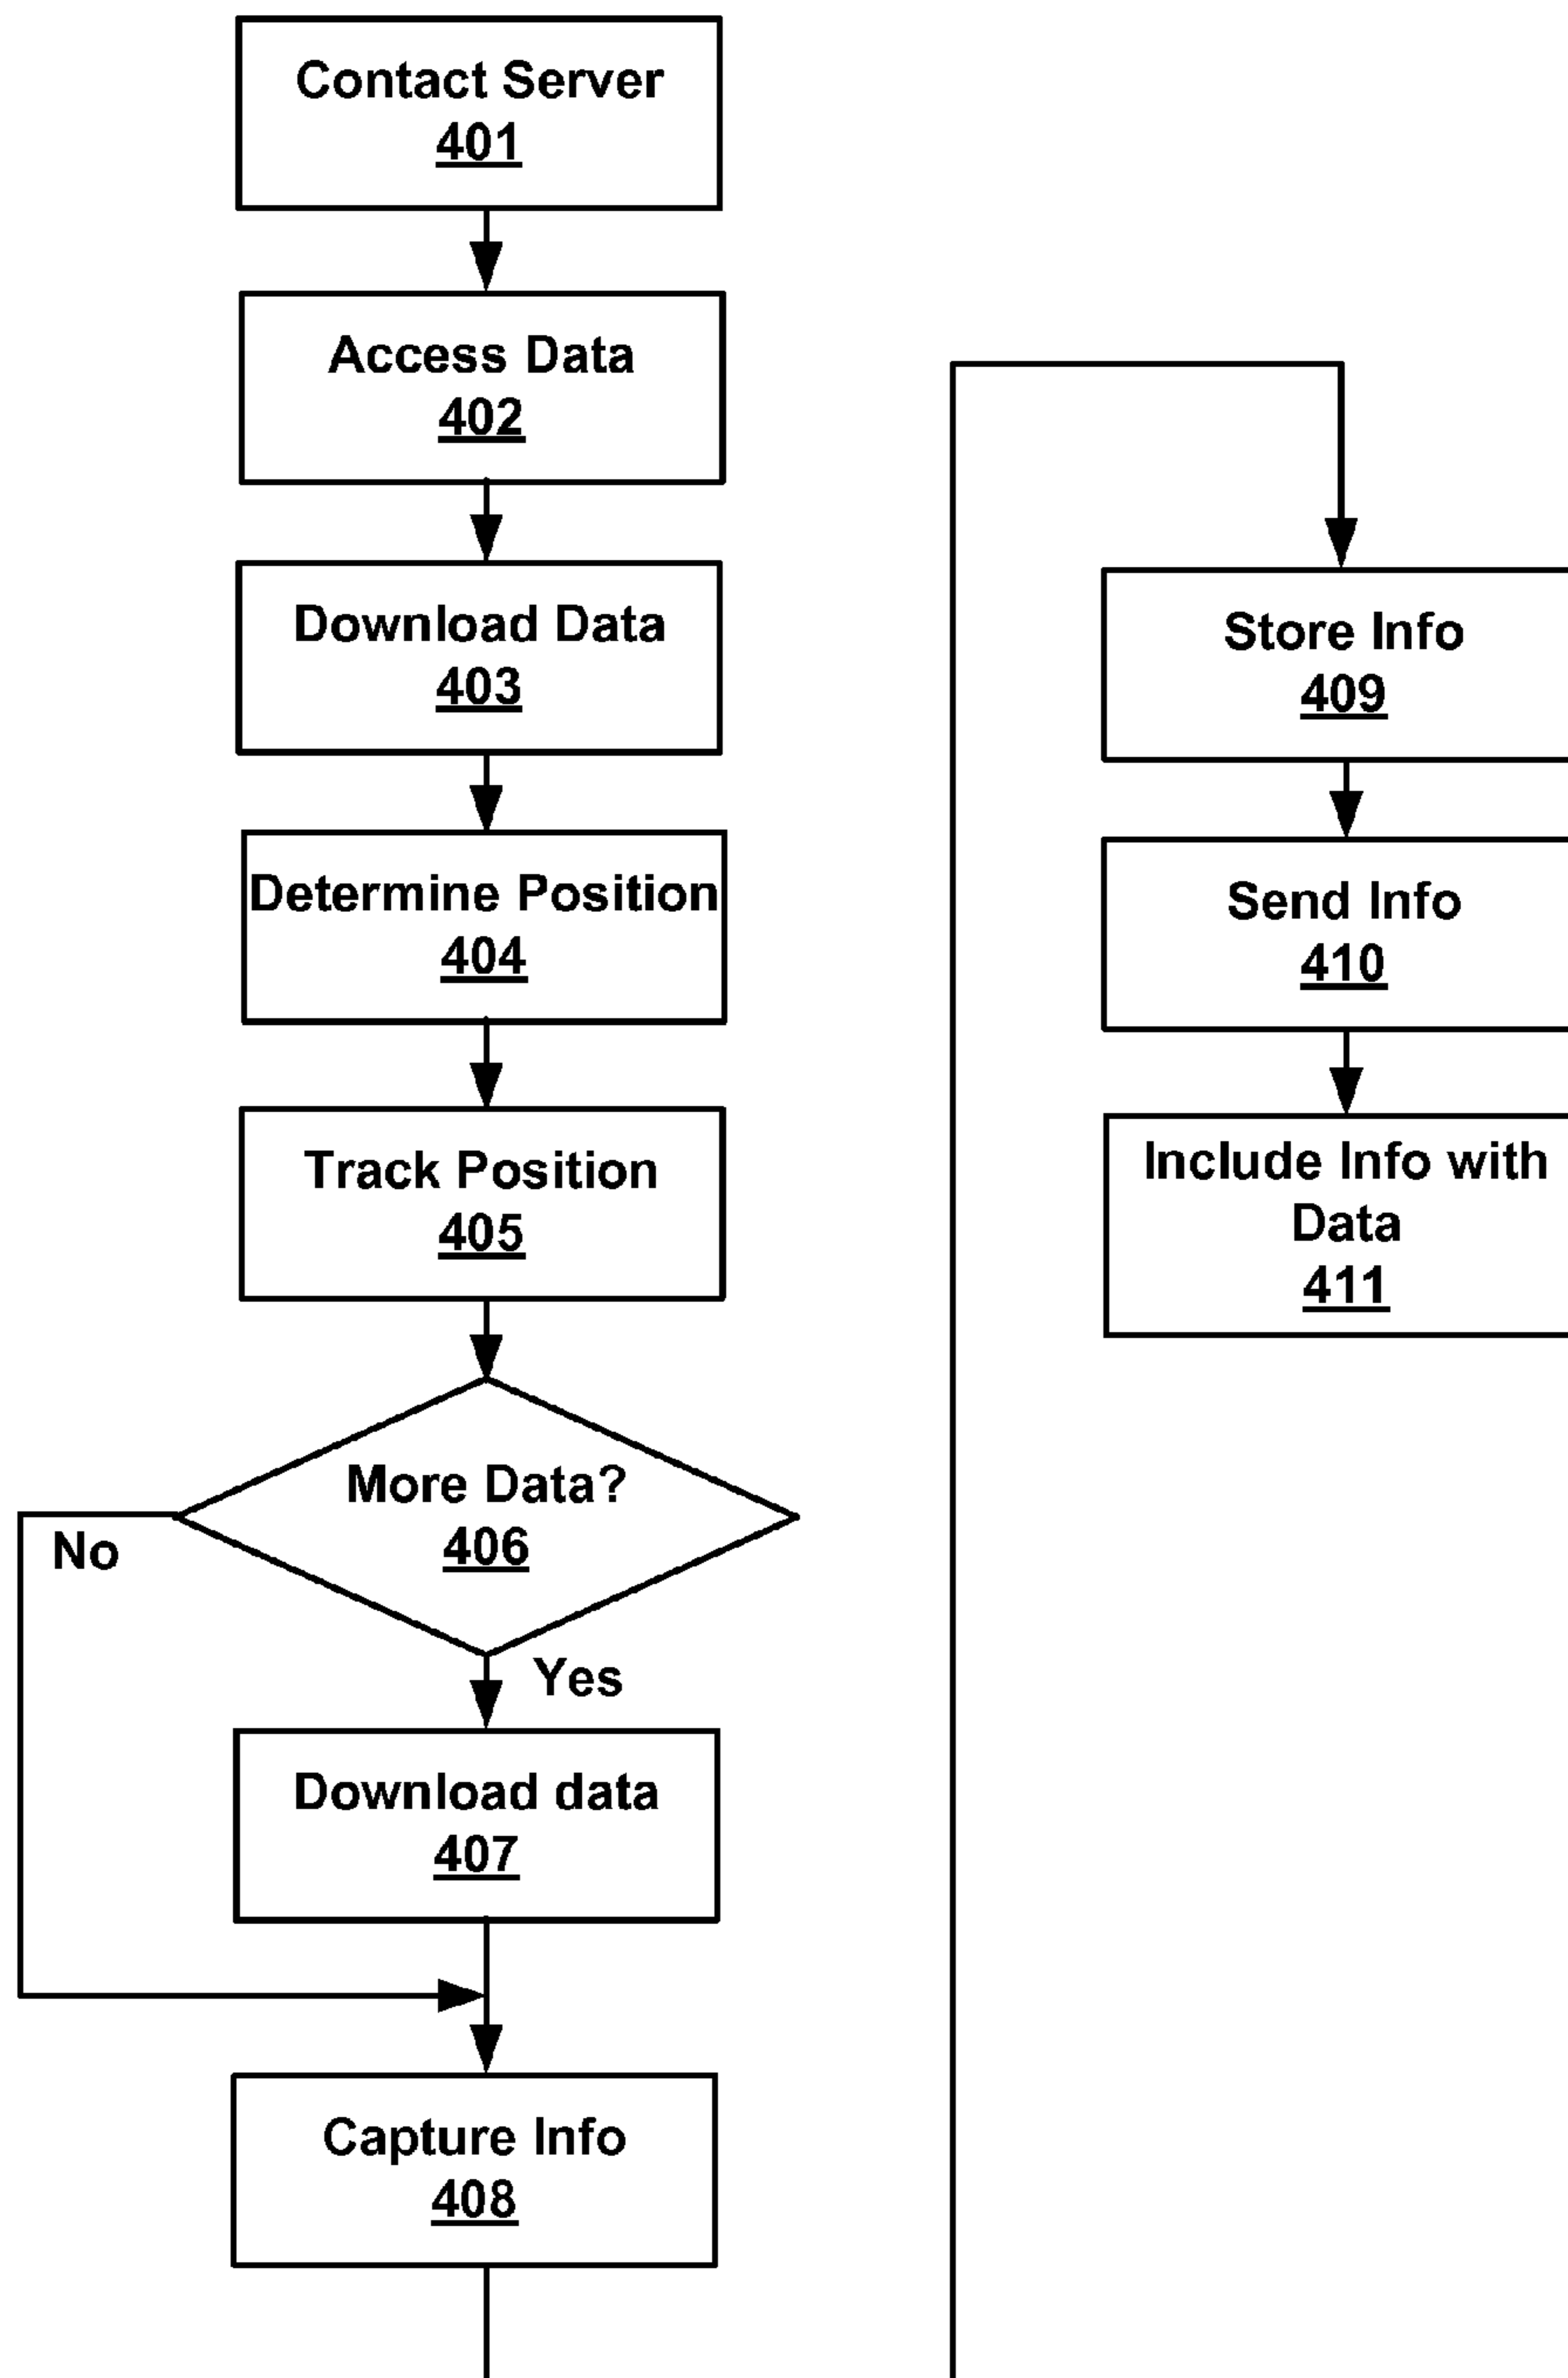 Contact Server
401
Access Data
402
Download Data
403
Determine Position
404
Track Position
405
More Data?
406
No
Yes
Download data
407
Capture Info
408
Store Info
409
Send Info
410
Include Info with
Data
411